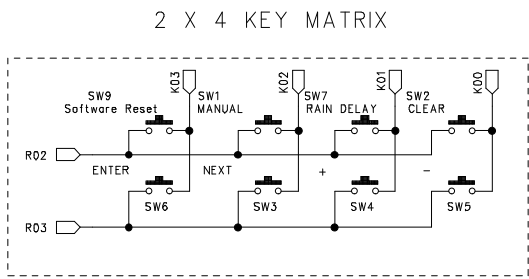 2 X 4 KEY MATRIX
K03 K02 K01 K00
SW9 SW1 SW7 SW2
Software Reset MANUAL RAIN DELAY CLEAR
R02
ENTER NEXT + -
SW6 SW3 SW4 SW5
R03